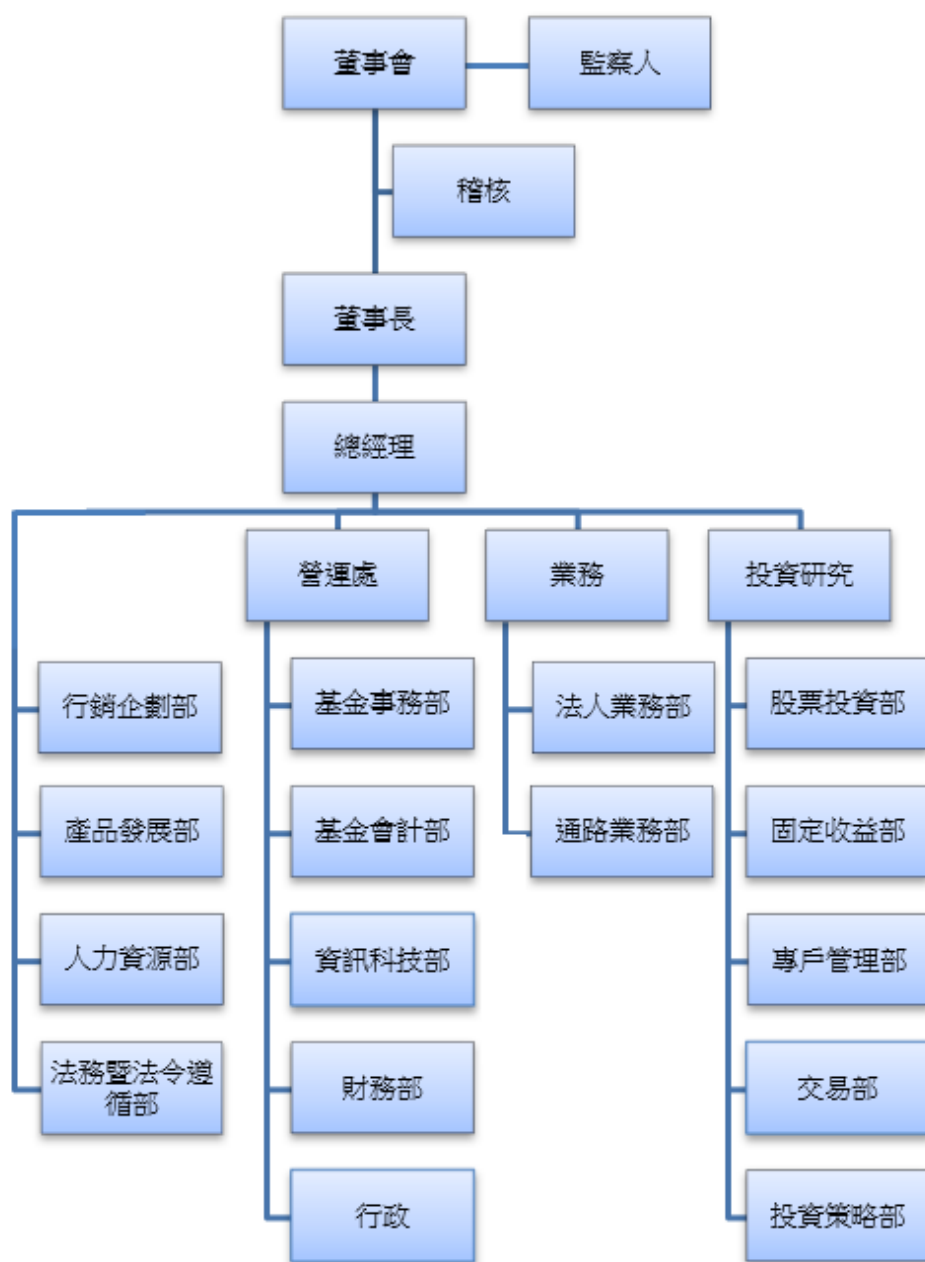 董事會
監察人
稽核
董事長
總經理
營運處
業務
投資研究
行銷企劃部
基金事務部
法人業務部
股票投資部
產品發展部
基金會計部
通路業務部
固定收益部
人力資源部
資訊科技部
專戶管理部
法務暨法令遵
循部
財務部
交易部
行政
投資策略部